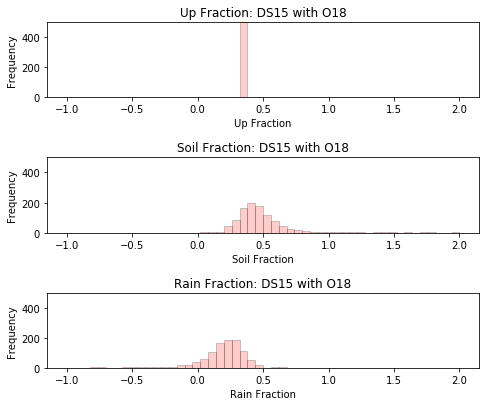 Up Fraction: DS15 with O18
400
200
0
Frequency
−1.0 −0.5 0.0 0.5 1.0 1.5 2.0
Up Fraction
Soil Fraction: DS15 with O18
400
200
0
Frequency
−1.0 −0.5 0.0 0.5 1.0 1.5 2.0
Soil Fraction
Rain Fraction: DS15 with O18
400
200
0
Frequency
−1.0 −0.5 0.0 0.5 1.0 1.5 2.0
Rain Fraction